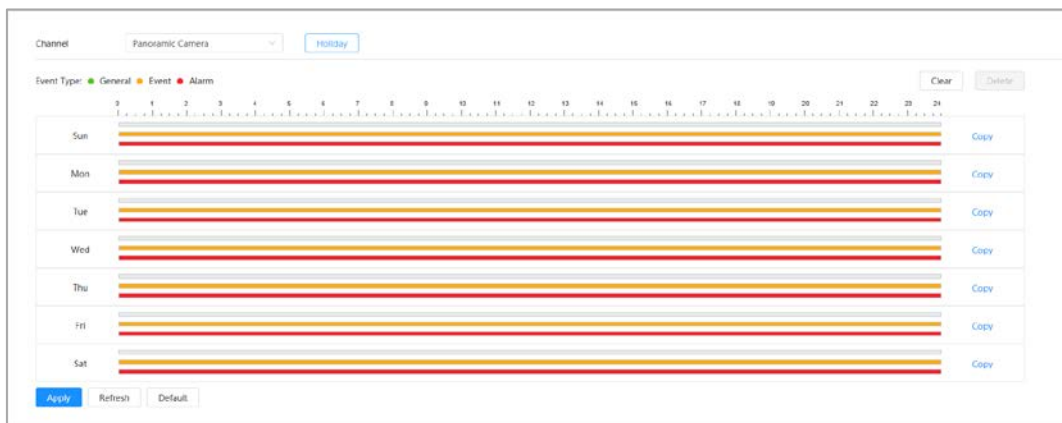 Channel Panoramic Camera Holiday
Event Type: General Event Alarm Clear Delete
0 1 2 3 4 5 6 7 8 9 10 11 12 13 14 15 16 17 18 19 20 21 22 23 24
Sun Copy
Mon Copy
Tue Copy
Wed Copy
Thu Copy
Fri Copy
Sat Copy
Apply Refresh Default